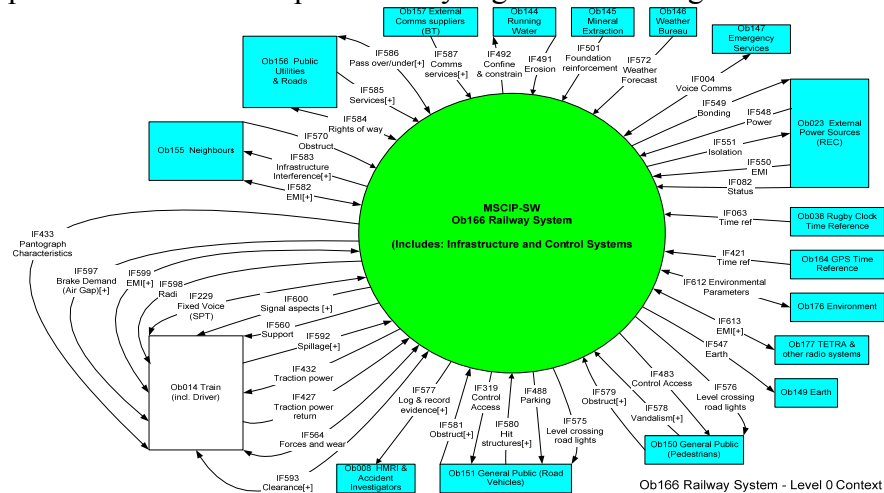 Ob157 External
Comms suppliers
(BT)
Ob144
Running
Water
Ob145
Mineral
Extraction
Ob146
Weather
Bureau
Ob147
Emergency
Services
Ob156 Public
Utilities
& Roads
IF586
Pass over/under[+]
IF587
Comms
services[+]
IF492
Confine
& constrain
IF491
Erosion
IF501
Foundation
reinforcement
IF572
Weather
Forecast
IF004
Voice Comms
IF585
Services[+]
IF584
Rights of way
IF549
Bonding
IF548
Power
IF551
Isolation
IF550
EMI
IF082
Status
Ob023 External
Power Sources
(REC)
Ob155 Neighbours
IF570
Obstruct
IF583
Infrastructure
Interference[+]
IF582
EMI[+]
MSCIP-SW
Ob166 Railway System
(Includes: Infrastructure and Control Systems
IF063
Time ref
Ob038 Rugby Clock
Time Reference
IF421
Time ref
Ob164 GPS Time
Reference
IF612 Environmental
Parameters
Ob176 Environment
IF613
EMI[+]
Ob177 TETRA &
other radio systems
IF547
Earth
Ob149 Earth
IF433
Pantograph
Characteristics
IF597
Brake Demand
(Air Gap)[+]
IF599
EMI[+]
IF598
Radi
IF229
Fixed Voice
(SPT)
IF600
Signal aspects [+]
IF560
Support
IF592
Spillage[+]
IF432
Traction power
IF427
Traction power
return
IF564
Forces and wear
IF593
Clearance[+]
Ob014 Train
(incl. Driver)
IF577
Log & record
evidence[+]
IF581
Obstruct[+]
IF319
Control
Access
IF580
Hit
structures[+]
IF488
Parking
IF575
Level crossing
road lights
IF579
Obstruct[+]
IF578
Vandalism[+]
IF483
Control Access
IF576
Level crossing
road lights
Ob008 HMRI &
Accident
Investigators
Ob151 General Public (Road
Vehicles)
Ob150 General Public
(Pedestrians)
Ob166 Railway System - Level 0 Context